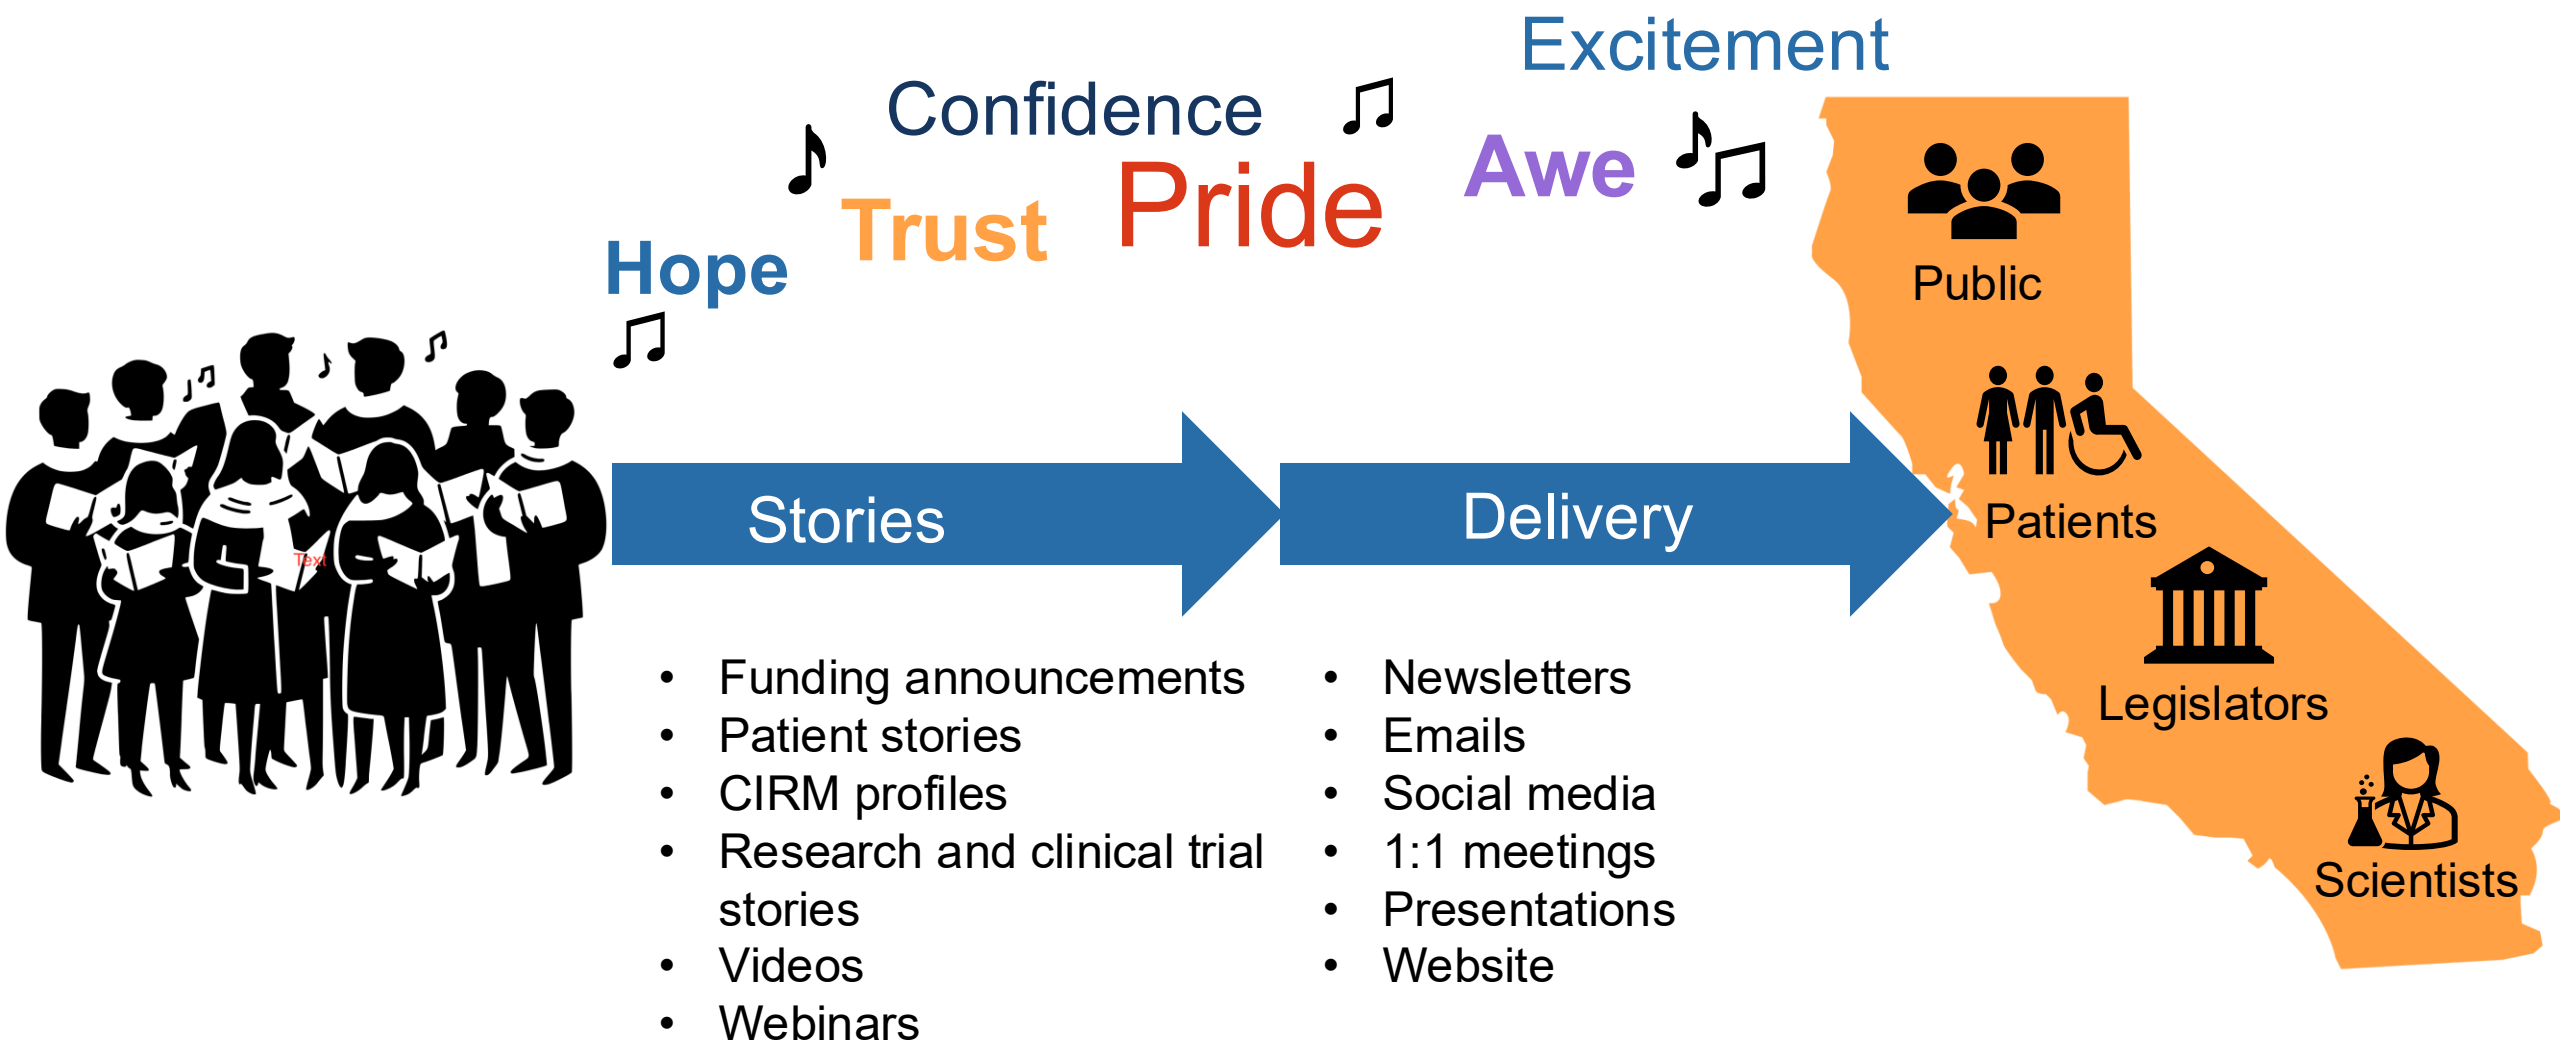 Excitement
Confidence
Awe
Pride
Trust
Hope
Public
Stories
Delivery
Patients
Text
• Funding announcements
• Patient stories
• CIRM profiles
• Research and clinical trial
stories
• Videos
• Webinars
• Newsletters
• Emails
• Social media
• 1:1 meetings
• Presentations
• Website
Legislators
Scientists